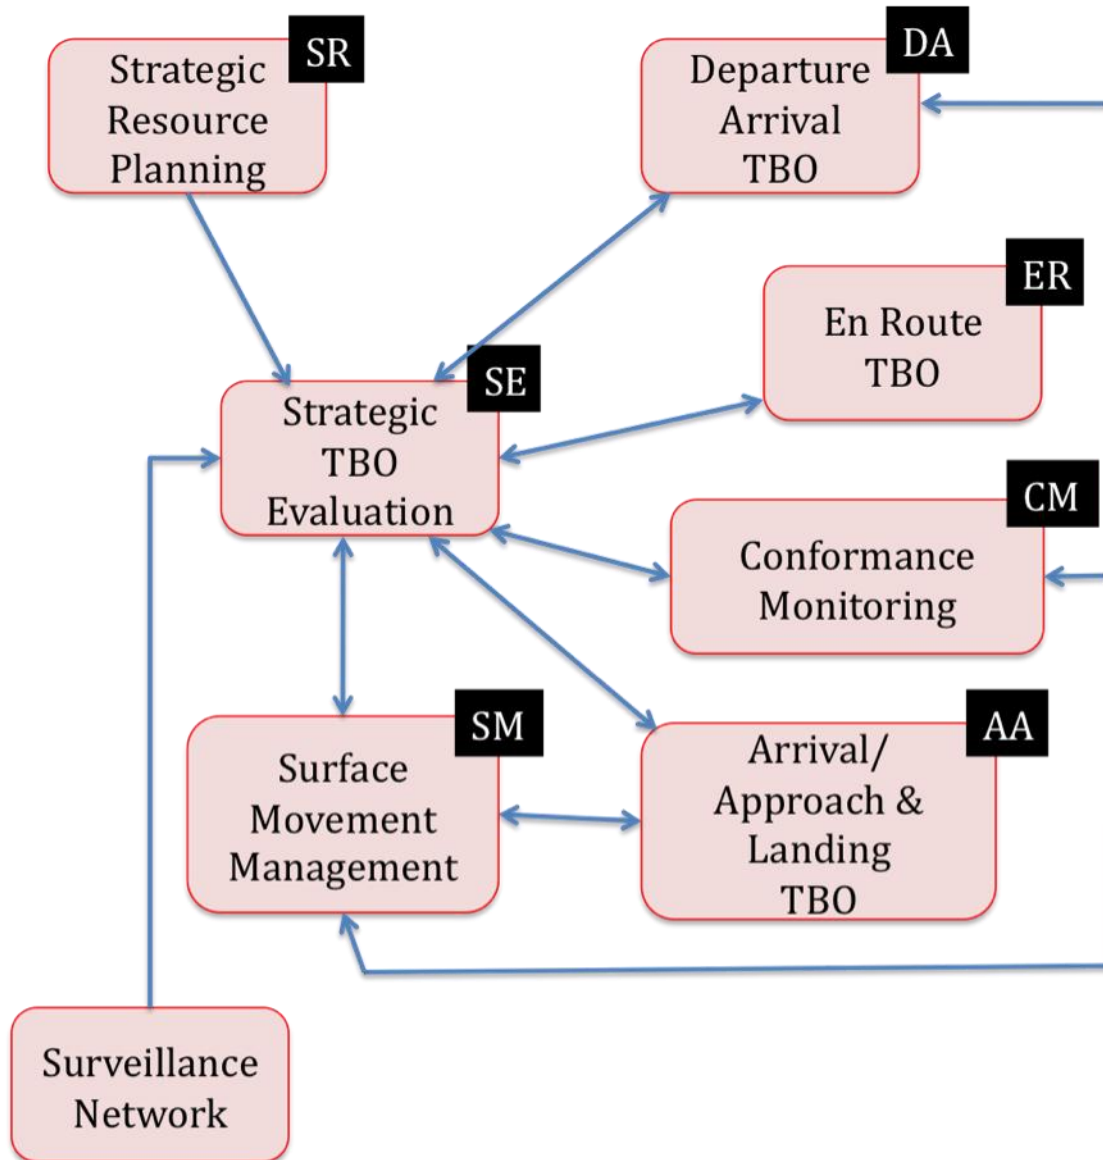 SR
Strategic
Resource
Planning
DA
Departure
Arrival
TBO
ER
En Route
TBO
SE
Strategic
TBO
Evaluation
CM
Conformance
Monitoring
SM
Surface
Movement
Management
AA
Arrival/
Approach &
Landing
TBO
Surveillance
Network